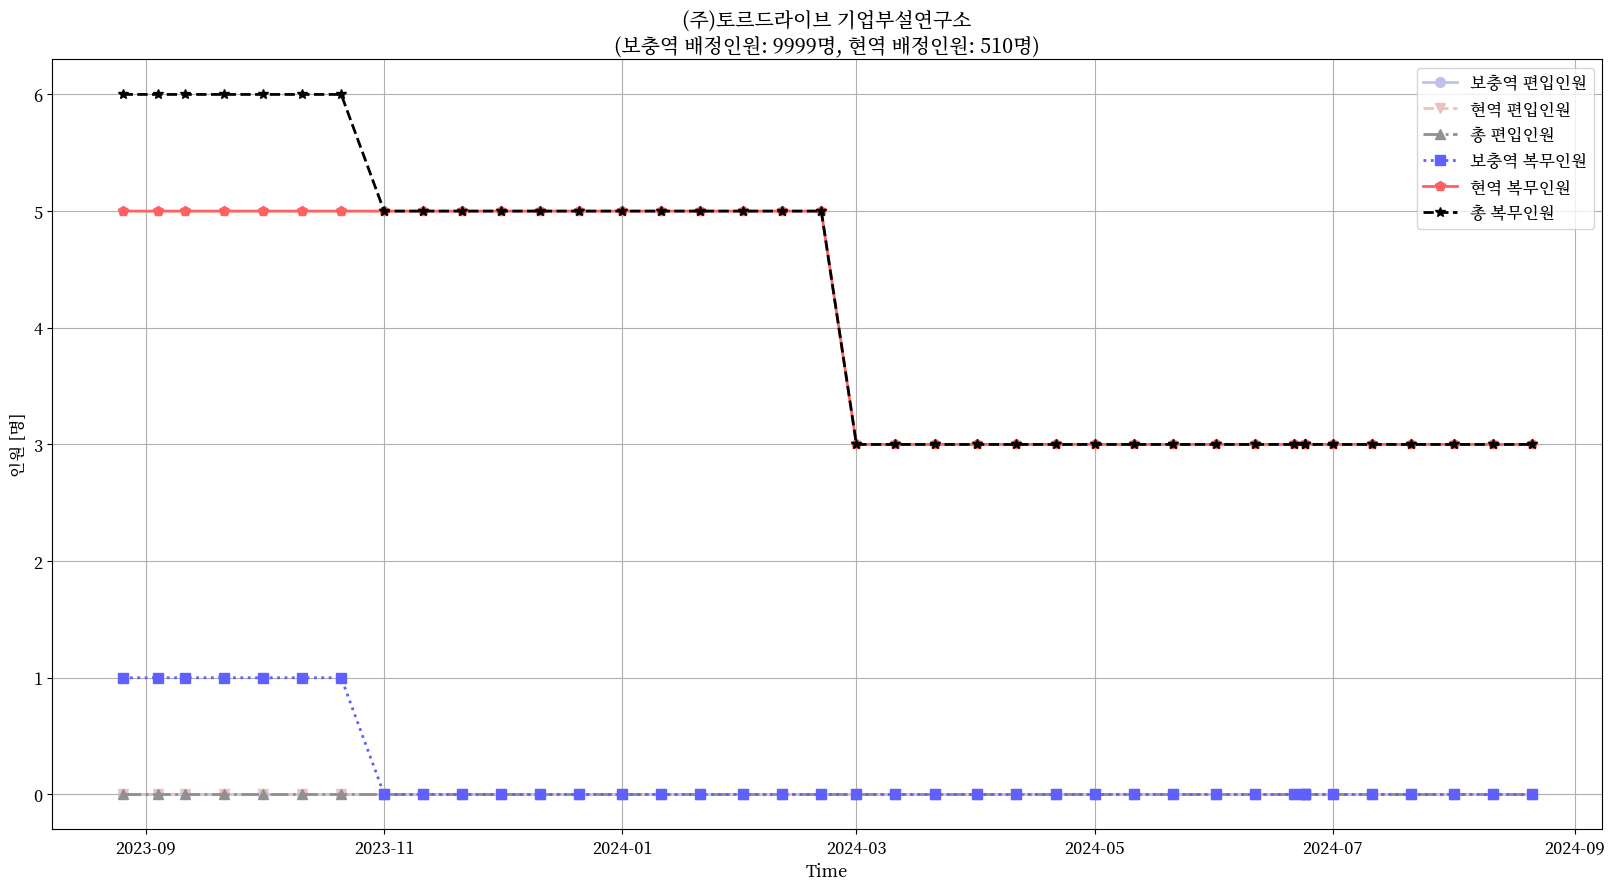 (주)토르드라이브 기업부설연구소
(보충역 배정인원: 9999명, 현역 배정인원: 510명)
보충역 편입인원
현역 편입인원
총 편입인원
보충역 복무인원
현역 복무인원
총 복무인원
인원 [명]
6
5
4
3
2
1
0
2023-09
2023-11
2024-01
2024-03
2024-05
2024-07
2024-09
Time